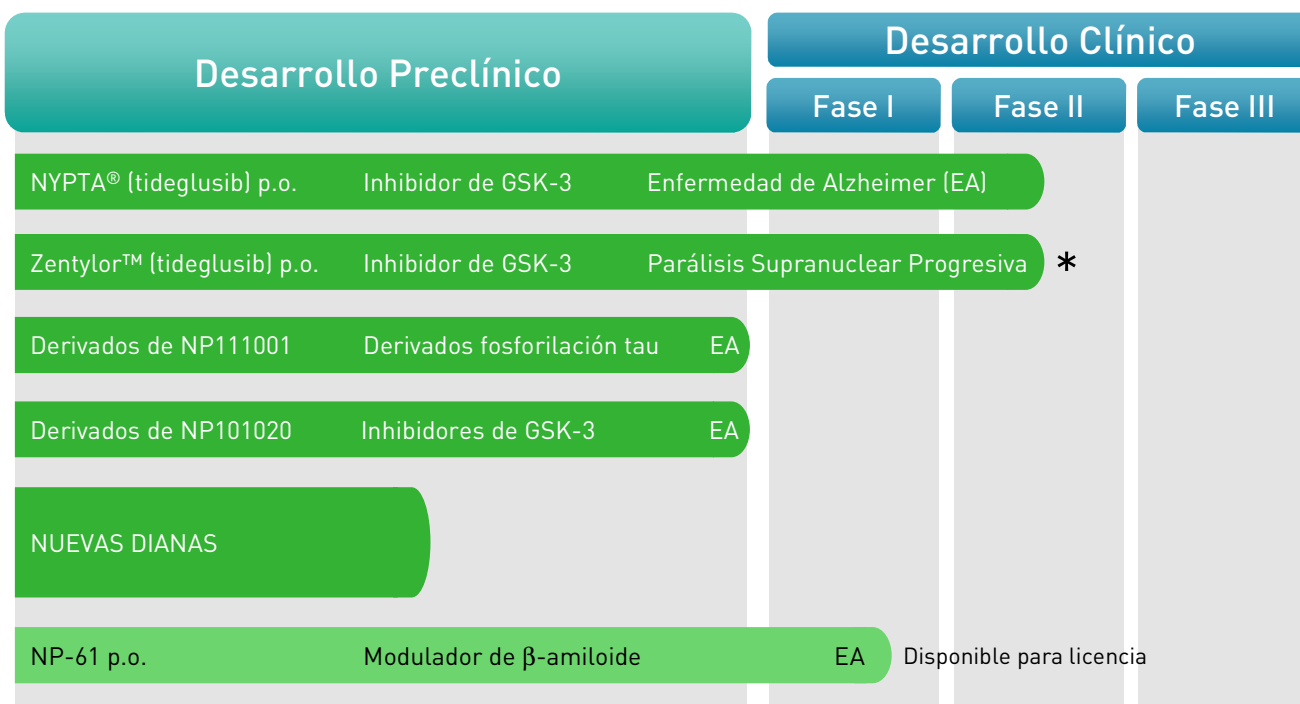 Desarrollo Preclínico
Desarrollo Clínico
Fase I
Fase II
Fase III
NYPTA® (tideglusib) p.o. Inhibidor de GSK-3 Enfermedad de Alzheimer (EA)
Zentylor™ (tideglusib) p.o. Inhibidor de GSK-3 Parálisis Supranuclear Progresiva *
Derivados de NP111001 Derivados fosforilación tau EA
Derivados de NP101020 Inhibidores de GSK-3 EA
NUEVAS DIANAS
NP-61 p.o. Modulador de β-amiloide EA Disponible para licencia